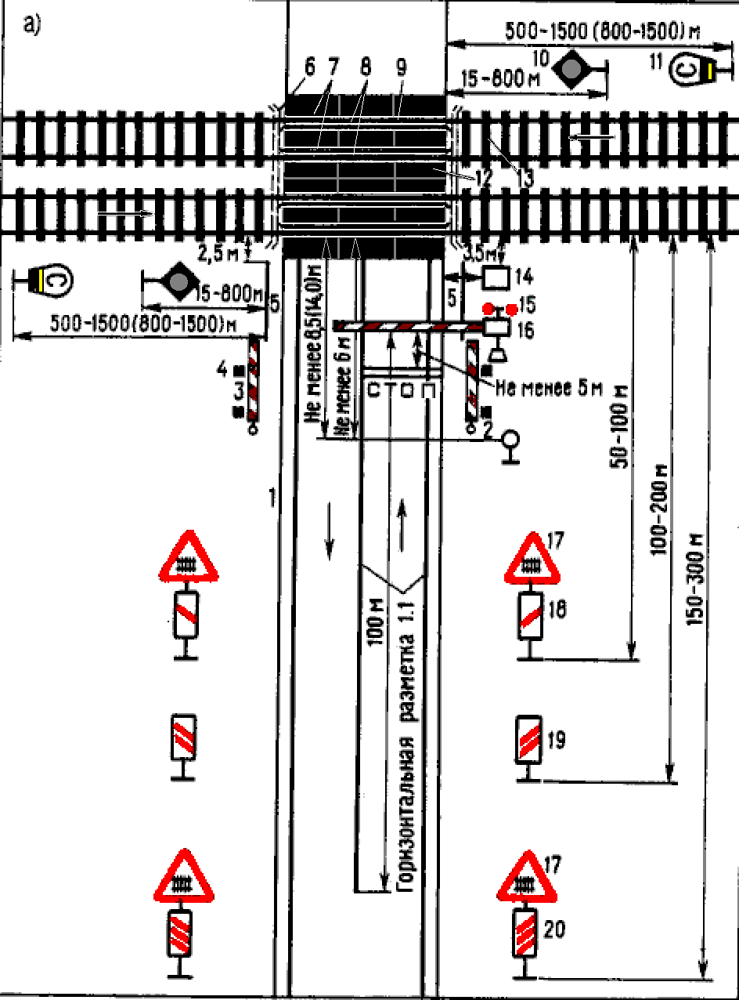 а)
500-1500 (800-1500) м
10
11
С
15-800 м
6 7 8 9
12
13
2,5 м
3,5м
С
15-800м
5
500-1500(800-1500)м
5
14
15
16
4
3
Не менее 8,5(14,0)м
Не менее 6 м
СТОП
Не менее 5 м
2
1
50-100 м
100-200 м
150-300 м
17
18
100 м
Горизонтальная разметка 1.1
19
17
20